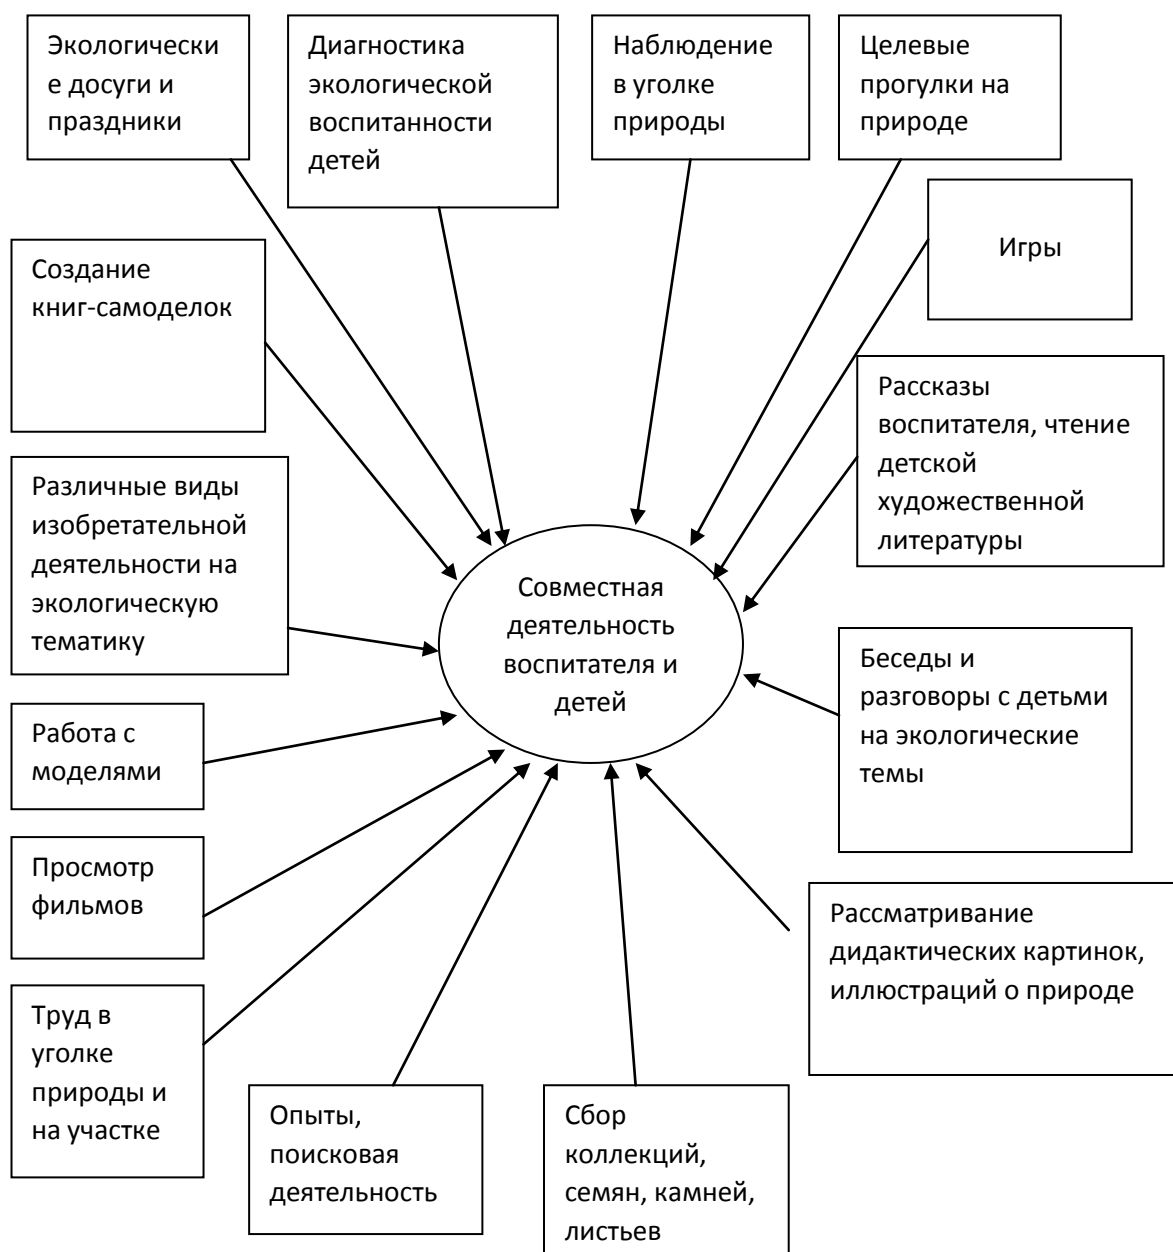 Экологически
е досуги и
праздники
Диагностика
экологической
воспитанности
детей
Наблюдение
в уголке
природы
Целевые
прогулки на
природе
Игры
Создание
книг-самоделок
Рассказы
воспитателя, чтение
детской
художественной
литературы
Различные виды
изобретательной
деятельности на
экологическую
тематику
Совместная
деятельность
воспитателя и
детей
Беседы и
разговоры с детьми
на экологические
темы
Работа с
моделями
Просмотр
фильмов
Рассматривание
дидактических картинок,
иллюстраций о природе
Труд в
уголке
природы и
на участке
Опыты,
поисковая
деятельность
Сбор
коллекций,
семян, камней,
листьев